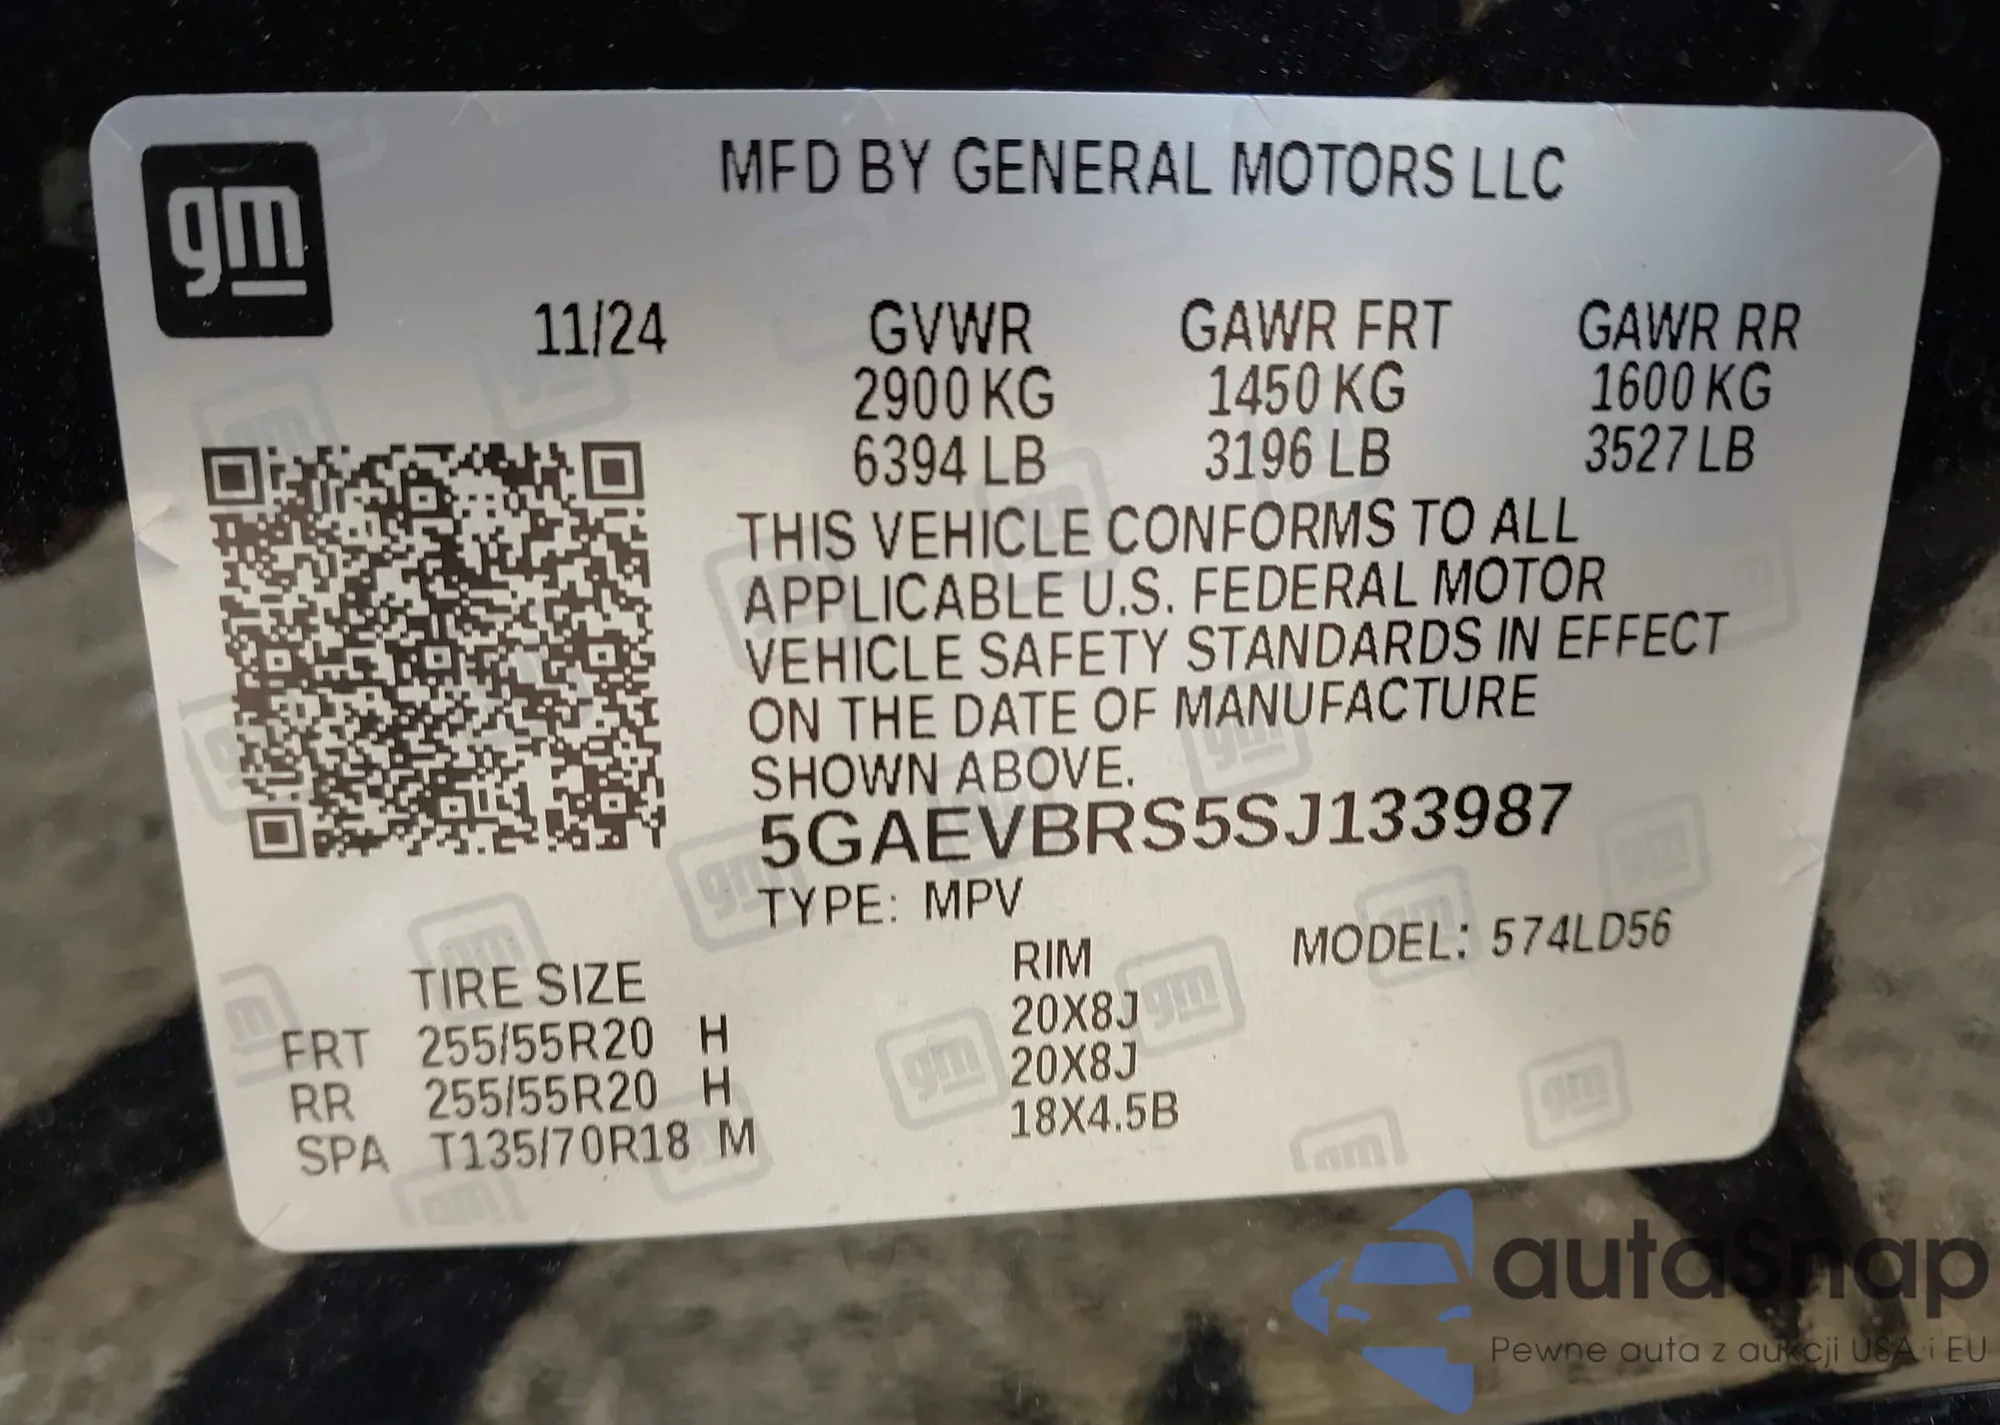 gm
MFD BY GENERAL MOTORS LLC
11/24 GVWR GAWR FRT GAWR RR
2900 KG 1450 KG 1600 KG
6394 LB 3196 LB 3527 LB
THIS VEHICLE CONFORMS TO ALL
APPLICABLE U.S. FEDERAL MOTOR
VEHICLE SAFETY STANDARDS IN EFFECT
ON THE DATE OF MANUFACTURE
SHOWN ABOVE.
5GAEVBRS5SJ133987
TYPE: MPV
MODEL: 574LD56
TIRE SIZE RIM
FRT 255/55R20 H 20X8J
RR 255/55R20 H 20X8J
SPA T135/70R18 M 18X4.5B
autaSnap
Pewne auta z aukcji USA i EU